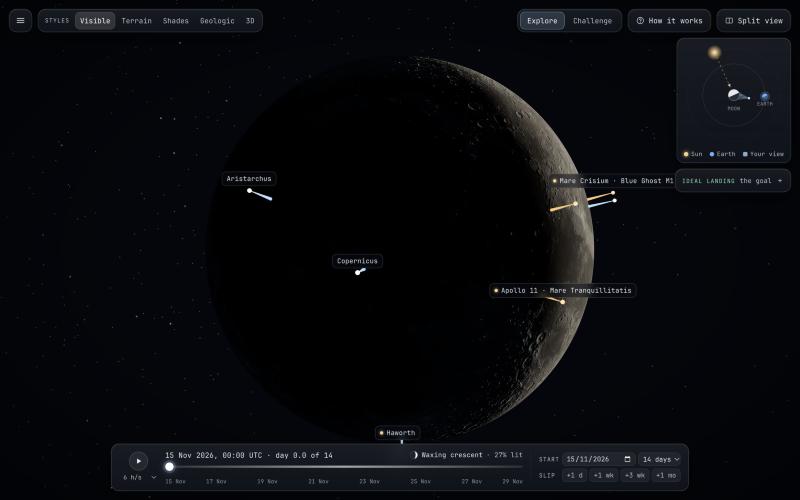 STYLES Visible Terrain Shades Geologic 3D
Explore Challenge How it works Split view
MOON EARTH
Sun Earth Your view
IDEAL LANDING the goal +
Aristarchus
Mare Crisium · Blue Ghost M1
Copernicus
Apollo 11 · Mare Tranquillitatis
Haworth
15 Nov 2026, 00:00 UTC · day 0.0 of 14
Waxing crescent · 27% lit
6 h/s
15 Nov 17 Nov 19 Nov 21 Nov 23 Nov 25 Nov 27 Nov 29 Nov
START 15/11/2026 14 days
SLIP +1 d +1 wk +3 wk +1 mo